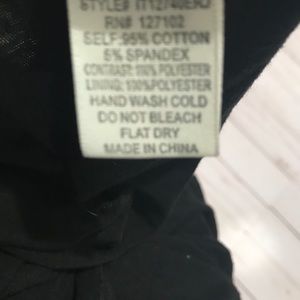 STYLE# IT12740ERJ
RN# 127102
SELF:95% COTTON
5% SPANDEX
CONTRAST: 100% POLYESTER
LINING: 100%POLYESTER
HAND WASH COLD
DO NOT BLEACH
FLAT DRY
MADE IN CHINA